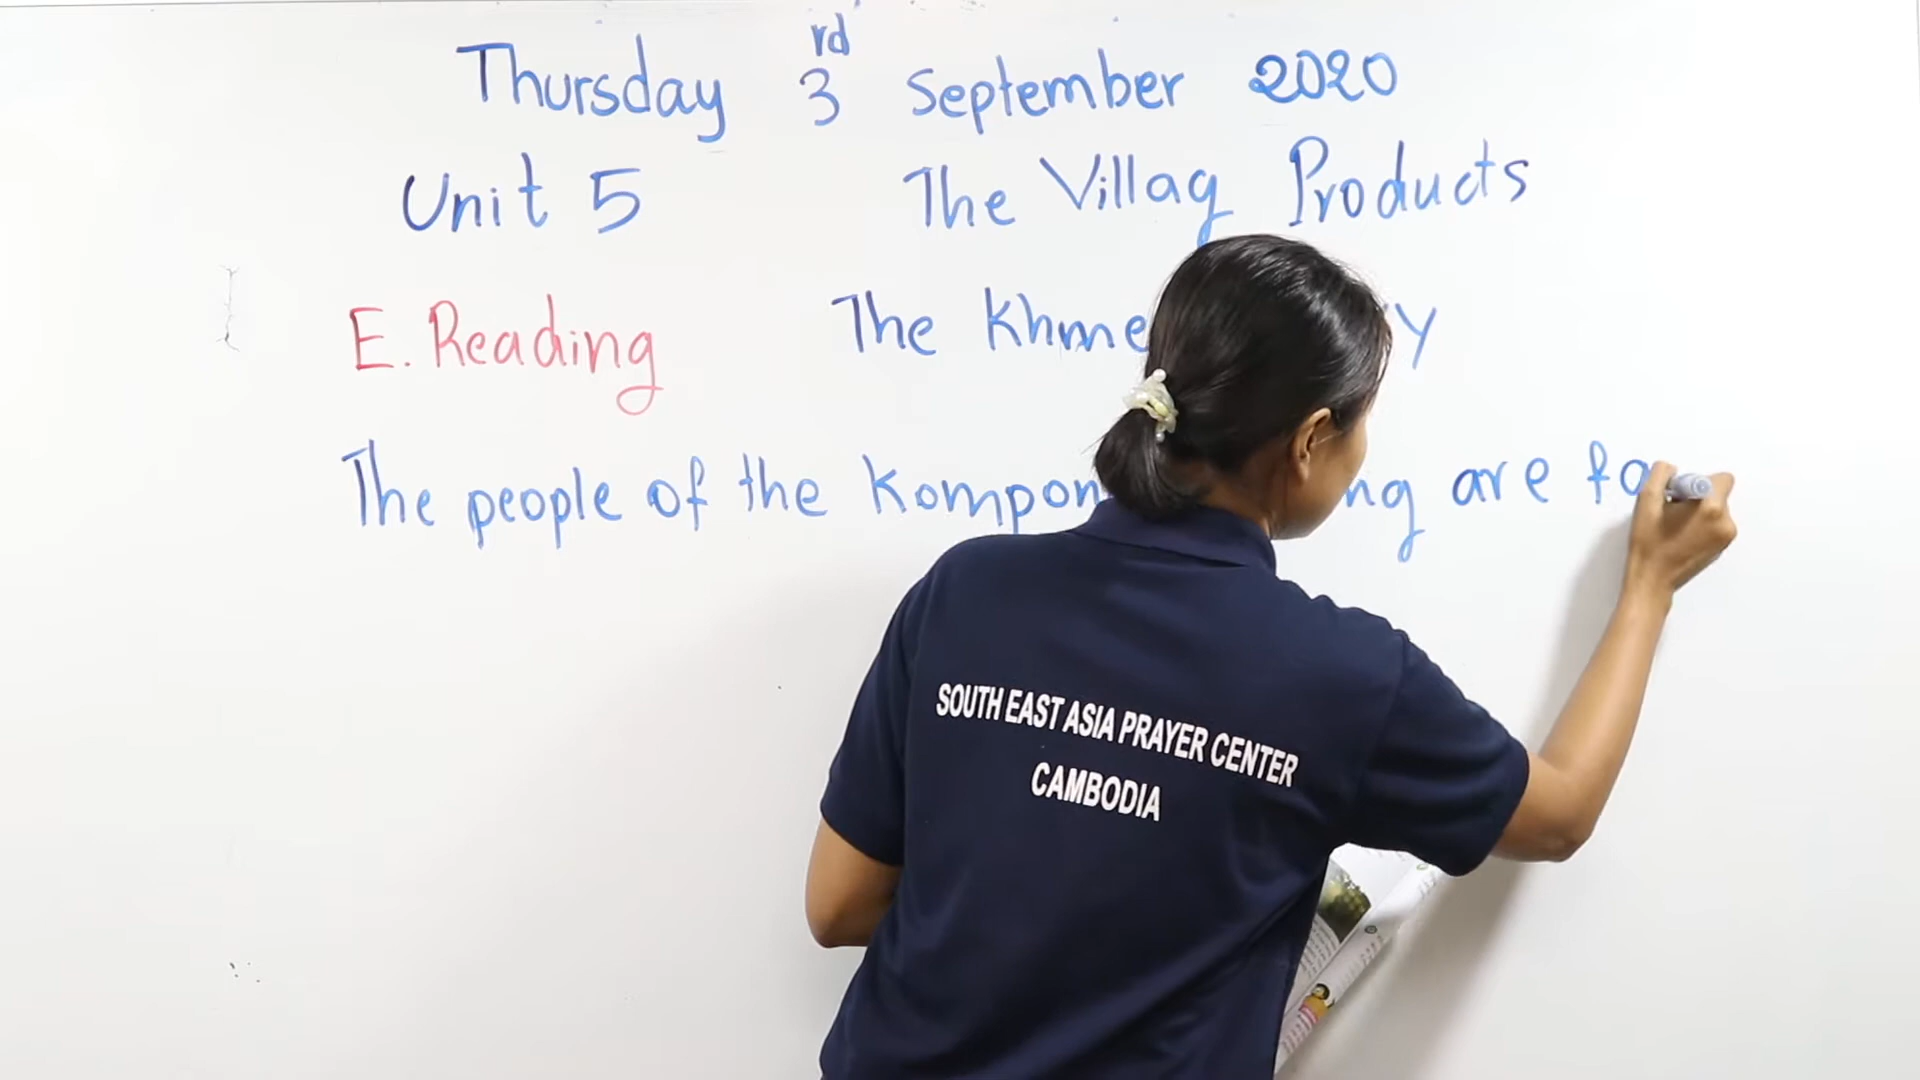 Thursday 3rd September 2020
Unit 5 The Villag Products
E. Reading The Khme
The people of the Kompon ng are fa
SOUTH EAST ASIA PRAYER CENTER
CAMBODIA